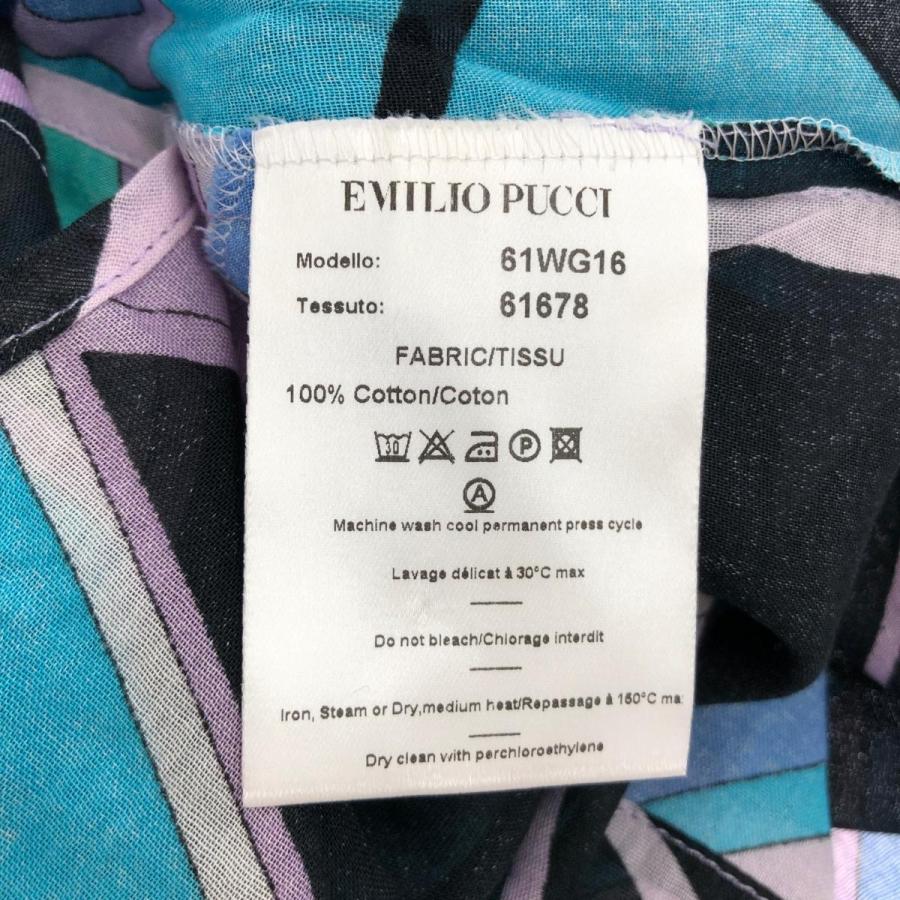 EMILIO PUCCI
Modello: 61WG16
Tessuto: 61678
FABRIC/TISSU
100% Cotton/Coton
30 P
A
Machine wash cool permanent press cycle
Lavage délicat à 30°C max
Do not bleach/Chlorage interdit
Iron, Steam or Dry,medium heat/Repassage à 150°C ma
Dry clean with perchloroethylene